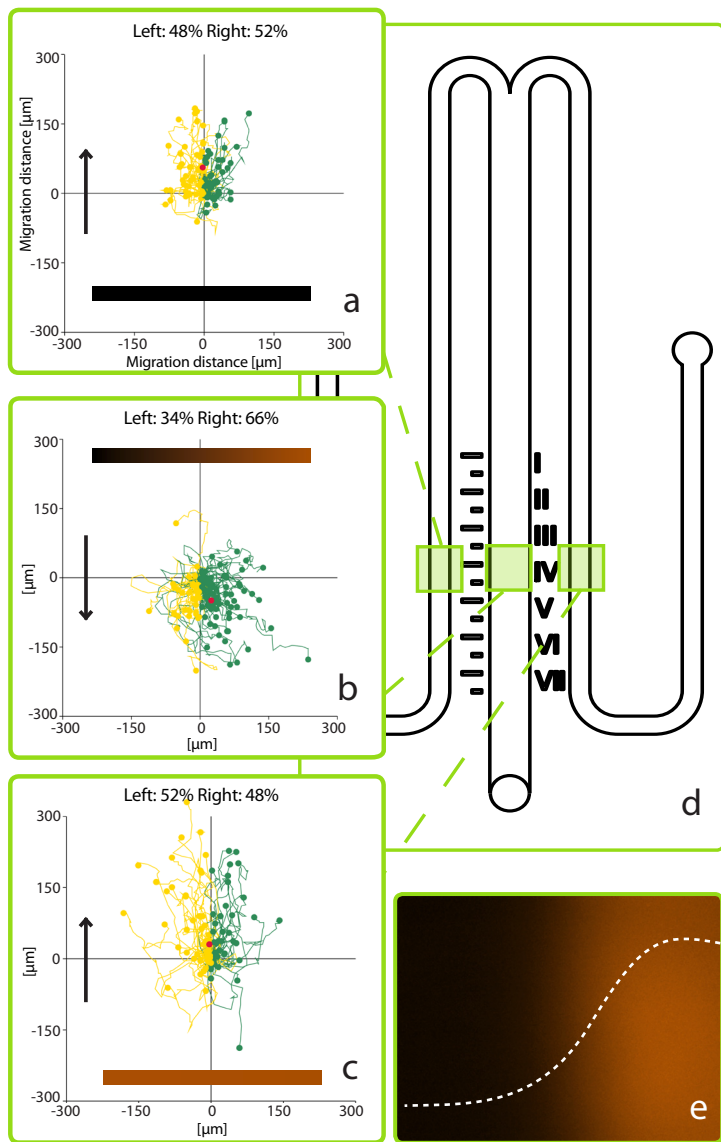 Left: 48% Right: 52%
300
150
0
-150
-300
-300
-150
0
150
300
Migration distance [µm]
Migration distance [µm]
a
Left: 34% Right: 66%
300
150
0
-150
-300
-300
-150
0
150
300
[µm]
[µm]
b
Left: 52% Right: 48%
300
150
0
-150
-300
-300
-150
0
150
300
[µm]
[µm]
c
I
II
III
IV
V
VI
VII
d
e